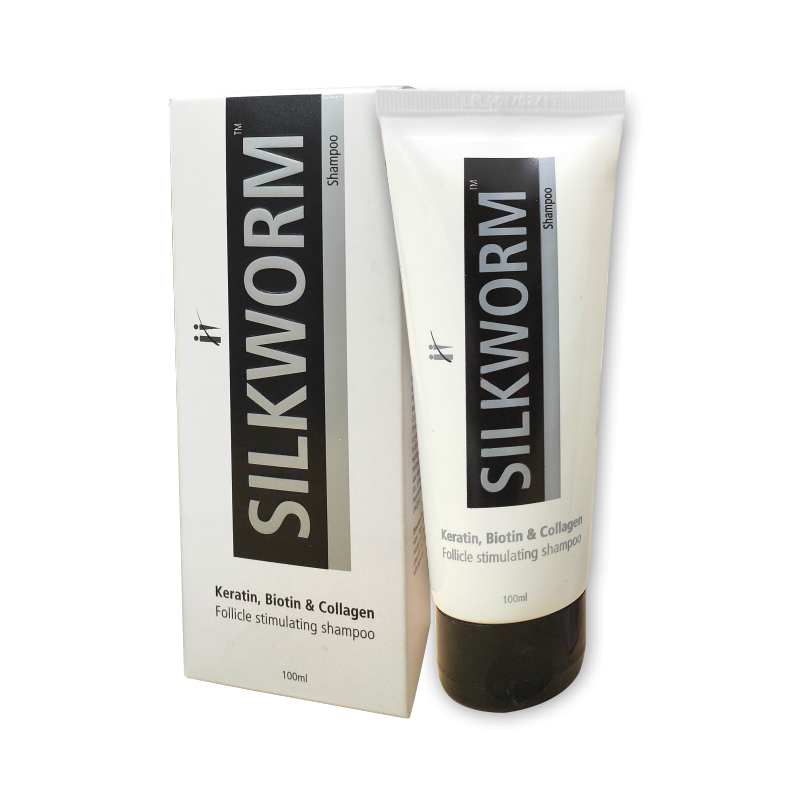 SILKWORM™
Shampoo
Keratin, Biotin & Collagen
Follicle stimulating shampoo
100ml
SILKWORM™
Shampoo
Keratin, Biotin & Collagen
Follicle stimulating shampoo
100ml